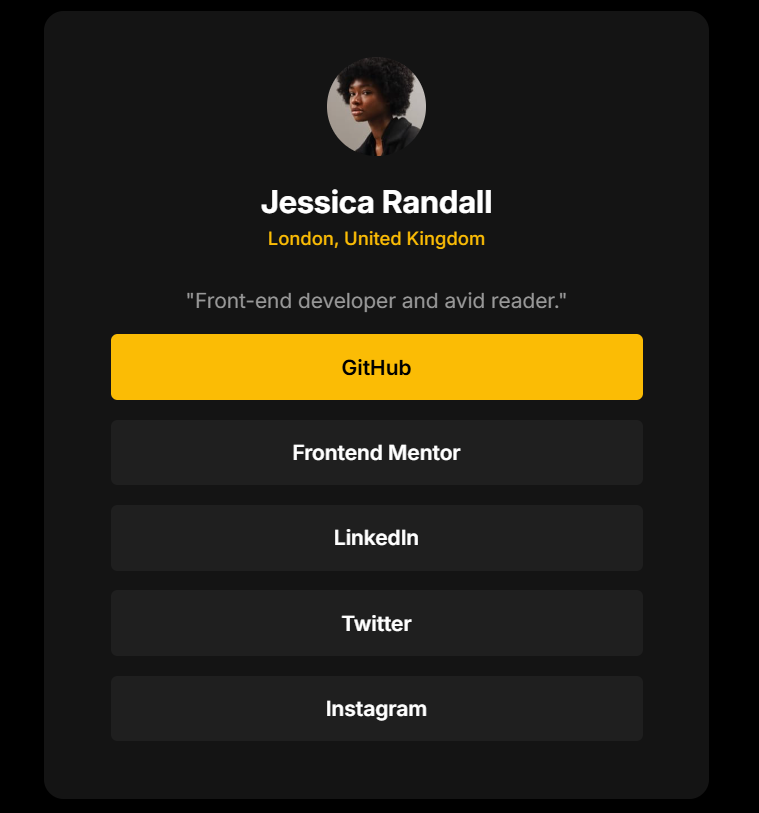 Jessica Randall
London, United Kingdom
"Front-end developer and avid reader."
GitHub
Frontend Mentor
LinkedIn
Twitter
Instagram